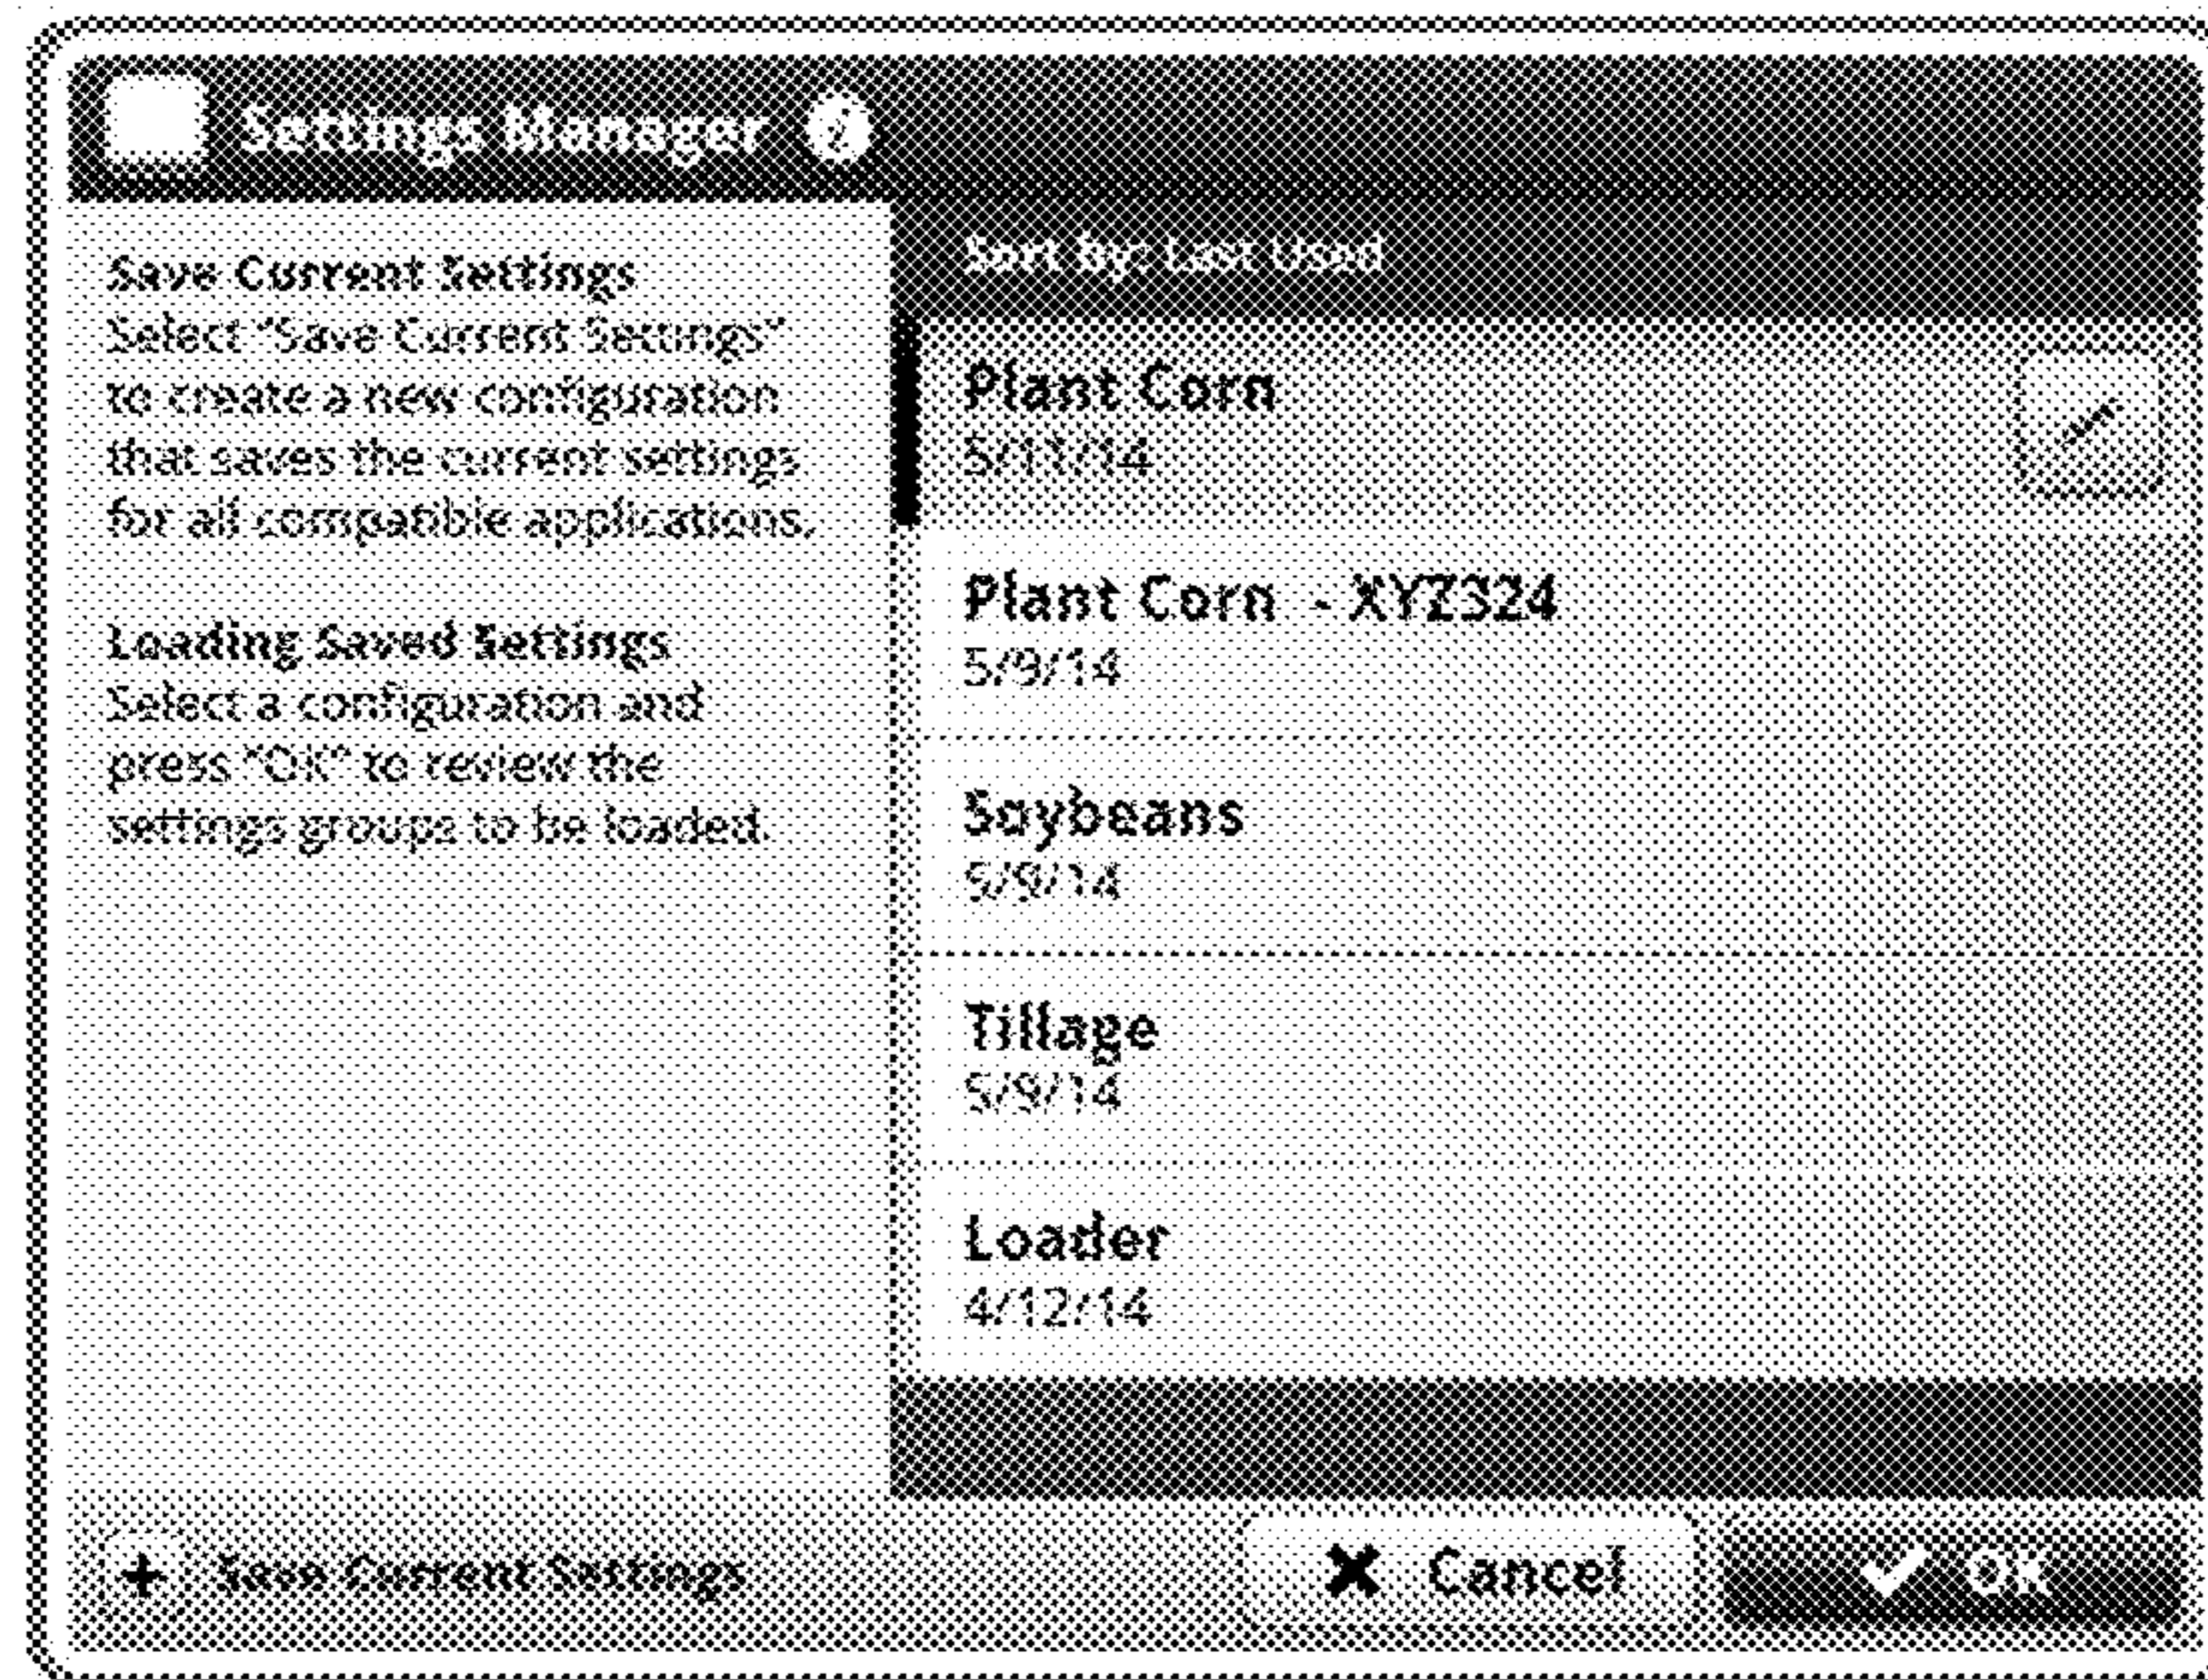 Settings Manager ?
Save Current Settings
Select "Save Current Settings"
to create a new configuration
that saves the current settings
for all compatible applications.
Loading Saved Settings
Select a configuration and
press "OK" to review the
settings groups to be loaded.
Sort by: Last Used
Plant Corn
5/11/14
Plant Corn - XYZ324
5/9/14
Soybeans
5/9/14
Tillage
5/9/14
Loader
4/12/14
+ Save Current Settings
Cancel
OK